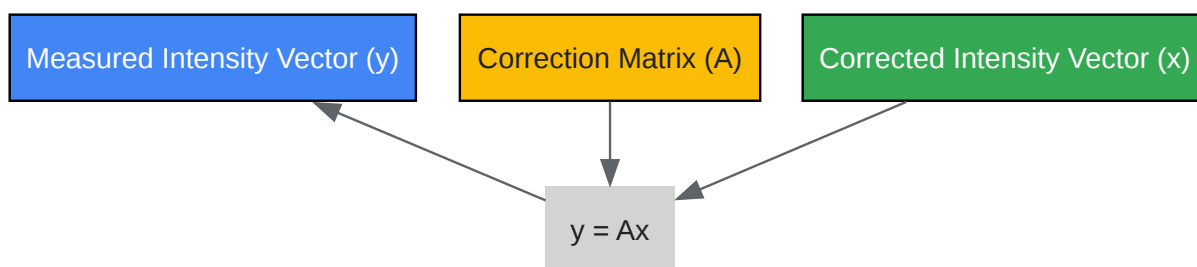 Measured Intensity Vector (y)
Correction Matrix (A)
Corrected Intensity Vector (x)
y = Ax